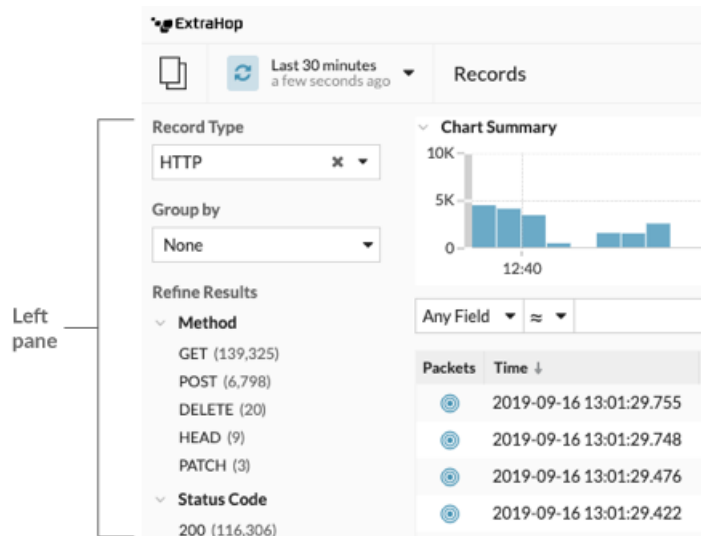 ExtraHop
Last 30 minutes
a few seconds ago
Records
Left
pane
Record Type
HTTP
Group by
None
Refine Results
Method
GET (139,325)
POST (6,798)
DELETE (20)
HEAD (9)
PATCH (3)
Status Code
200 (116,306)
Chart Summary
10K
5K
0
12:40
Any Field ≈
Packets Time ↓
2019-09-16 13:01:29.755
2019-09-16 13:01:29.748
2019-09-16 13:01:29.476
2019-09-16 13:01:29.422